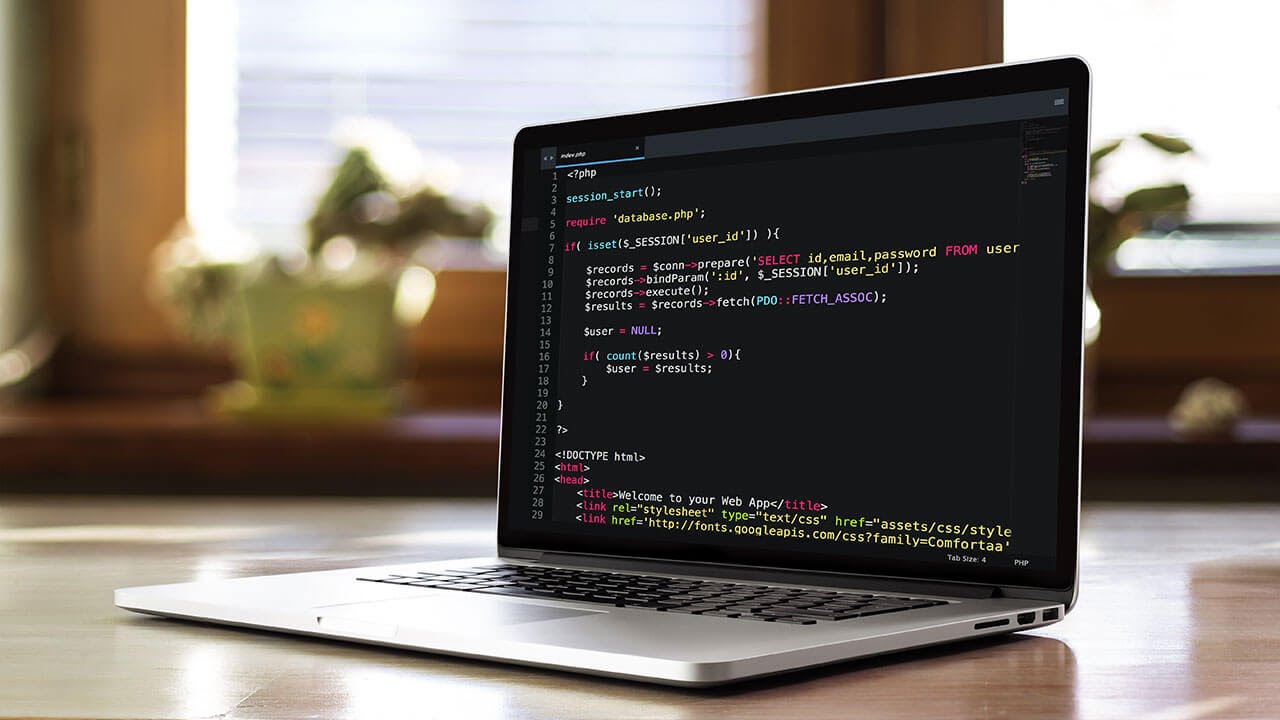 index.php ×
1 <?php
2
3 session_start();
4
5 require 'database.php';
6
7 if( isset($_SESSION['user_id']) ){
8
9 $records = $conn->prepare('SELECT id,email,password FROM user
10 $records->bindParam(':id', $_SESSION['user_id']);
11 $records->execute();
12 $results = $records->fetch(PDO::FETCH_ASSOC);
13
14 $user = NULL;
15
16 if( count($results) > 0){
17 $user = $results;
18 }
19
20 }
21
22 ?>
23
24 <!DOCTYPE html>
25 <html>
26 <head>
27 <title>Welcome to your Web App</title>
28 <link rel="stylesheet" type="text/css" href="assets/css/style
29 <link href='http://fonts.googleapis.com/css?family=Comfortaa'
Tab Size: 4 PHP